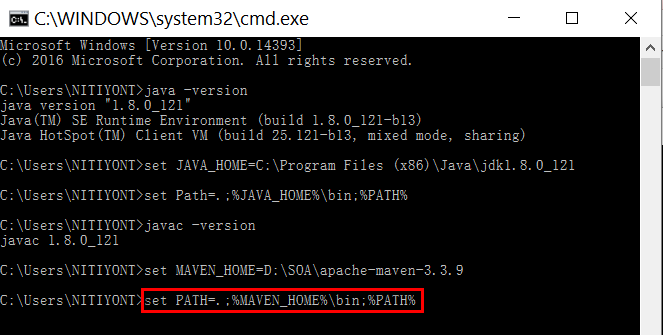 C:\WINDOWS\system32\cmd.exe
Microsoft Windows [Version 10.0.14393]
(c) 2016 Microsoft Corporation. All rights reserved.
C:\Users\NITIYONT>java -version
java version "1.8.0_121"
Java(TM) SE Runtime Environment (build 1.8.0_121-b13)
Java HotSpot(TM) Client VM (build 25.121-b13, mixed mode, sharing)
C:\Users\NITIYONT>set JAVA_HOME=C:\Program Files (x86)\Java\jdk1.8.0_121
C:\Users\NITIYONT>set Path=.;%JAVA_HOME%\bin;%PATH%
C:\Users\NITIYONT>javac -version
javac 1.8.0_121
C:\Users\NITIYONT>set MAVEN_HOME=D:\SOA\apache-maven-3.3.9
C:\Users\NITIYONT>set PATH=.;%MAVEN_HOME%\bin;%PATH%